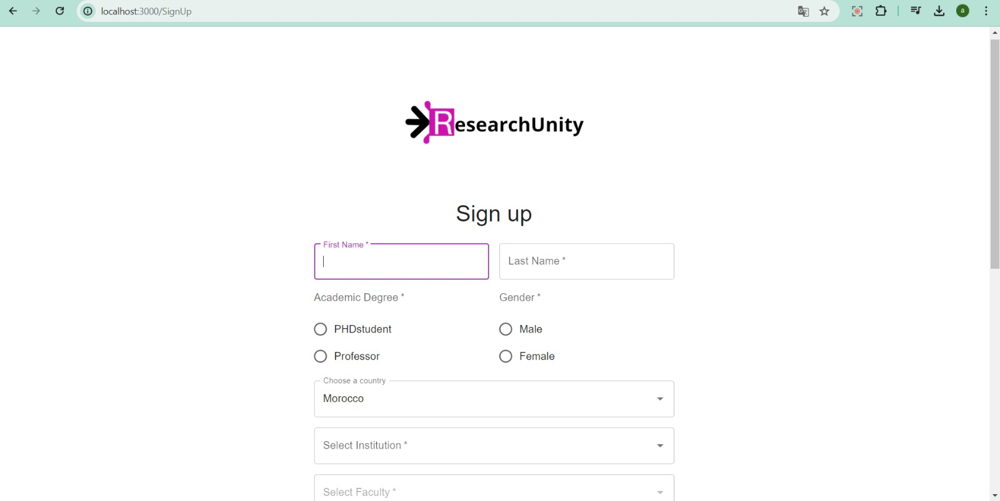 localhost:3000/SignUp
a
ResearchUnity
Sign up
First Name *
Last Name *
Academic Degree *
Gender *
PHDstudent
Male
Professor
Female
Choose a country
Morocco
Select Institution *
Select Faculty *